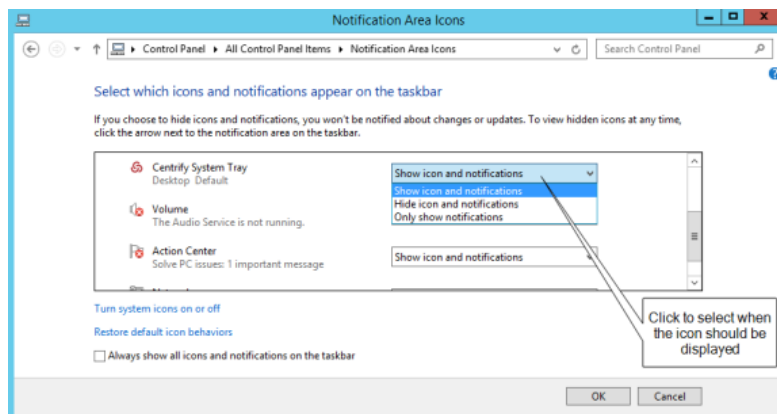 Notification Area Icons
Control Panel All Control Panel Items Notification Area Icons
Search Control Panel
Select which icons and notifications appear on the taskbar
If you choose to hide icons and notifications, you won't be notified about changes or updates. To view hidden icons at any time,
click the arrow next to the notification area on the taskbar.
Centrify System Tray
Desktop Default
Show icon and notifications
Show icon and notifications
Hide icon and notifications
Only show notifications
Volume
The Audio Service is not running.
Action Center
Solve PC issues: 1 important message
Show icon and notifications
Turn system icons on or off
Restore default icon behaviors
Always show all icons and notifications on the taskbar
Click to select when
the icon should be
displayed
OK
Cancel